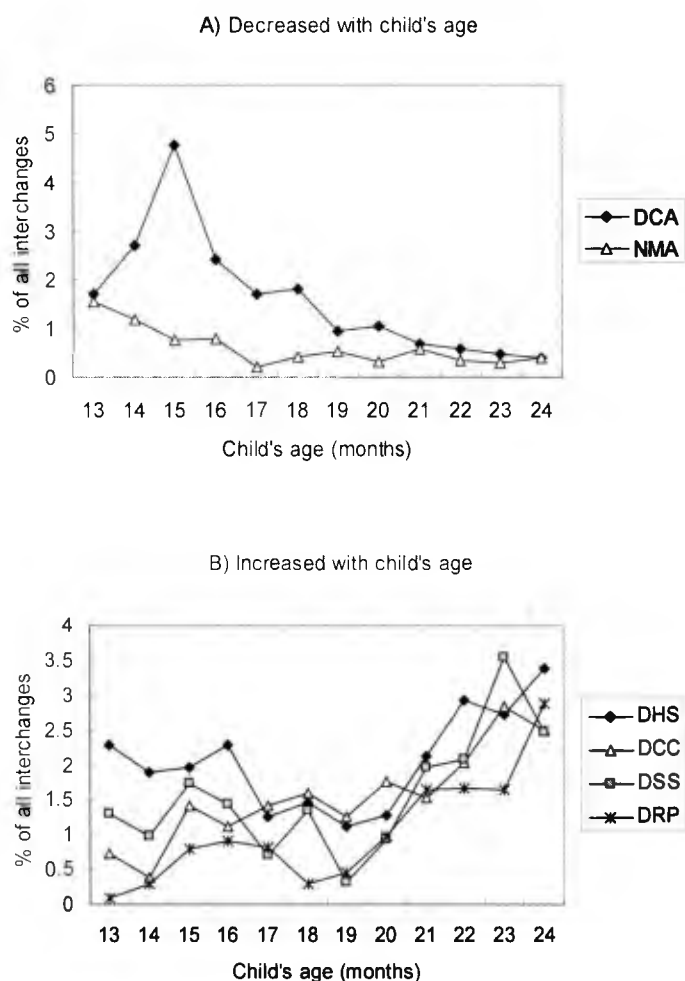 A) Decreased with child's age
6
5
4
3
2
1
0
% of all interchanges
13 14 15 16 17 18 19 20 21 22 23 24
Child's age (months)
DCA
NMA
B) Increased with child's age
4
3.5
3
2.5
2
1.5
1
0.5
0
% of all interchanges
13 14 15 16 17 18 19 20 21 22 23 24
Child's age (months)
DHS
DCC
DSS
DRP